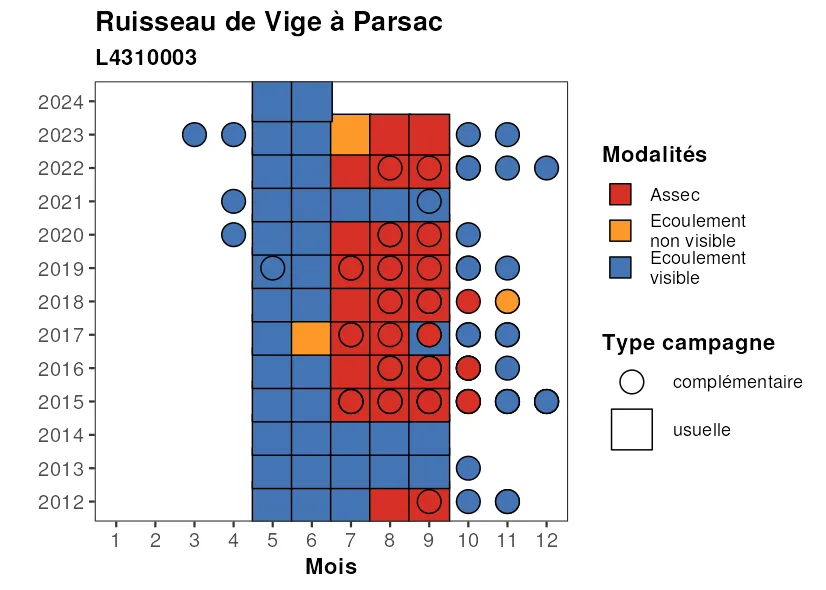 Ruisseau de Vige à Parsac
L4310003
2024
2023
2022
2021
2020
2019
2018
2017
2016
2015
2014
2013
2012
1 2 3 4 5 6 7 8 9 10 11 12
Mois
Modalités
Assec
Ecoulement
non visible
Ecoulement
visible
Type campagne
complémentaire
usuelle